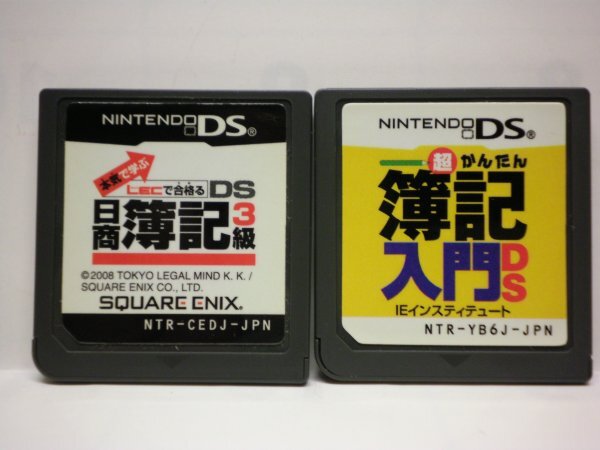 NINTENDO DS®
本気で学ぶ
LECで合格る DS
日商 簿記 3級
©2008 TOKYO LEGAL MIND K. K. /
SQUARE ENIX CO., LTD.
SQUARE ENIX.
NTR-CEDJ-JPN
NINTENDO DS®
超かんたん
簿記
入門DS
IEインスティテュート
NTR-YB6J-JPN